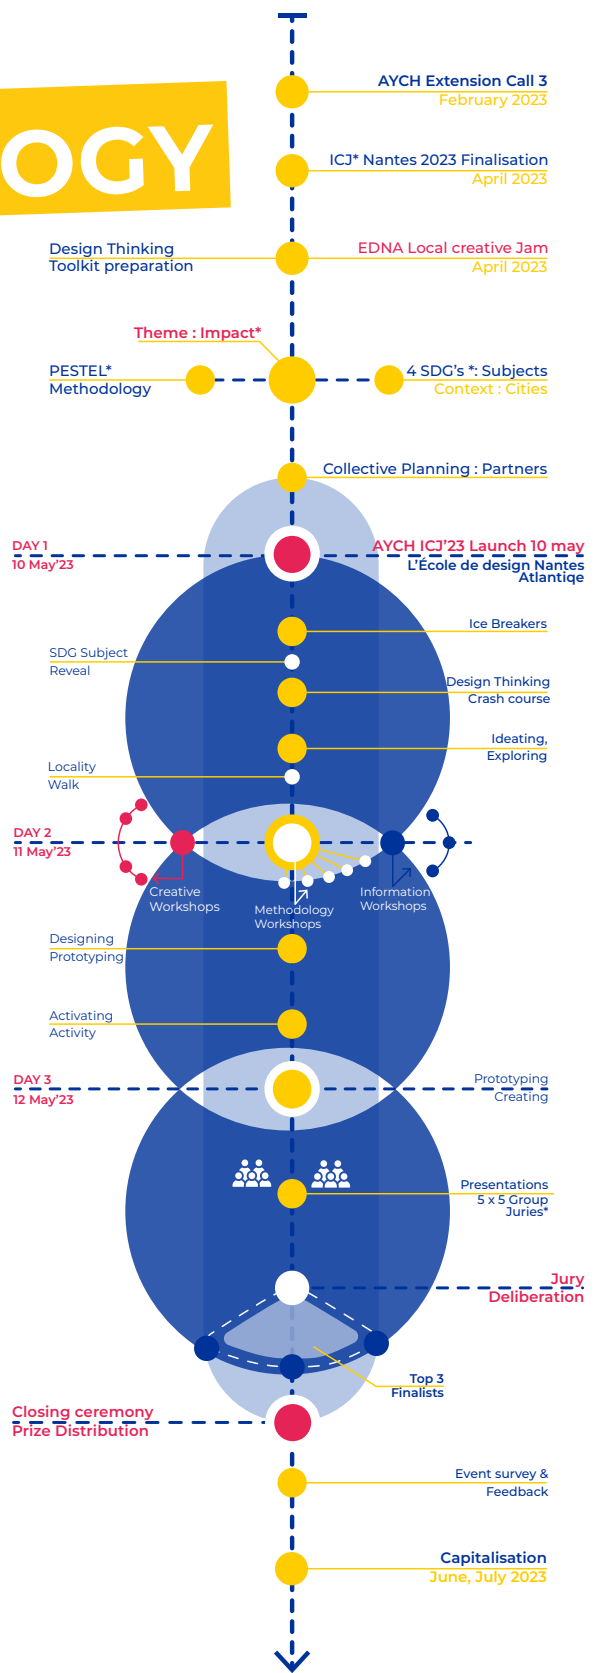 AYCH Extension Call 3
February 2023
OGY
ICJ* Nantes 2023 Finalisation
April 2023
Design Thinking
Toolkit preparation
EDNA Local creative Jam
April 2023
Theme : Impact*
PESTEL*
Methodology
4 SDG's *: Subjects
Context : Cities
Collective Planning : Partners
DAY 1
10 May'23
AYCH ICJ'23 Launch 10 may
L'École de design Nantes
Atlantiqe
Ice Breakers
SDG Subject
Reveal
Design Thinking
Crash course
Ideating,
Exploring
Locality
Walk
DAY 2
11 May'23
Creative
Workshops
Methodology
Workshops
Information
Workshops
Designing
Prototyping
Activating
Activity
DAY 3
12 May'23
Prototyping
Creating
Presentations
5 x 5 Group
Juries*
Jury
Deliberation
Top 3
Finalists
Closing ceremony
Prize Distribution
Event survey &
Feedback
Capitalisation
June, July 2023